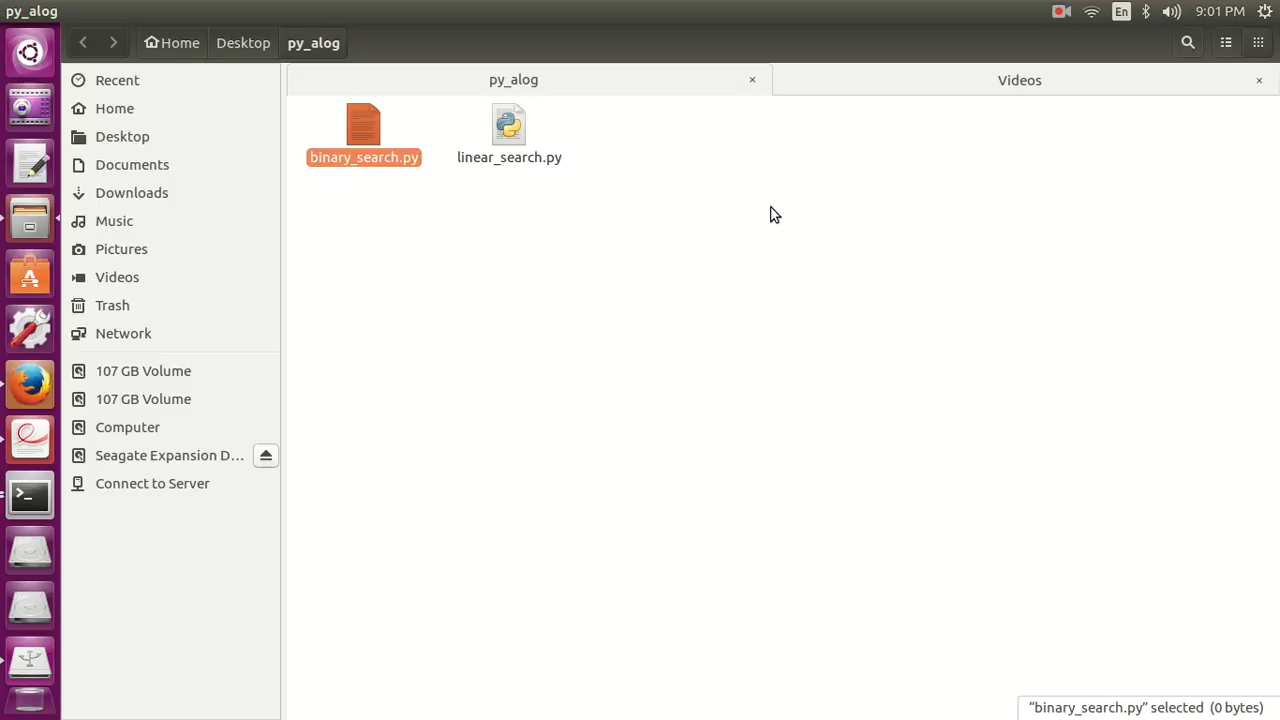 py_alog
En
9:01 PM
Home
Desktop
py_alog
Recent
Home
Desktop
Documents
Downloads
Music
Pictures
Videos
Trash
Network
107 GB Volume
107 GB Volume
Computer
Seagate Expansion D...
Connect to Server
py_alog ×
Videos ×
binary_search.py
linear_search.py
“binary_search.py” selected (0 bytes)